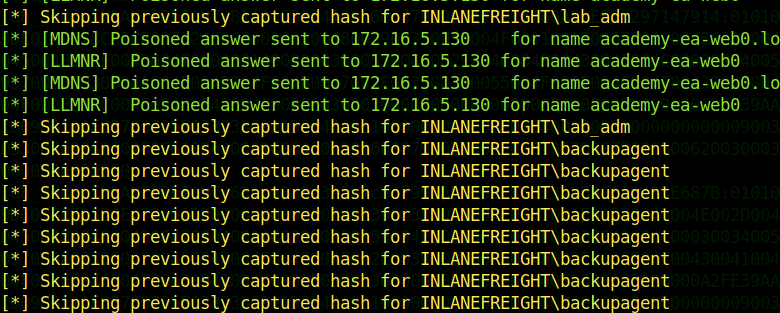 [*] Skipping previously captured hash for INLANEFREIGHT\lab_adm
[*] [MDNS] Poisoned answer sent to 172.16.5.130    for name academy-ea-web0.lo
[*] [LLMNR]  Poisoned answer sent to 172.16.5.130 for name academy-ea-web0
[*] [MDNS] Poisoned answer sent to 172.16.5.130    for name academy-ea-web0.lo
[*] [LLMNR]  Poisoned answer sent to 172.16.5.130 for name academy-ea-web0
[*] Skipping previously captured hash for INLANEFREIGHT\lab_adm
[*] Skipping previously captured hash for INLANEFREIGHT\backupagent
[*] Skipping previously captured hash for INLANEFREIGHT\backupagent
[*] Skipping previously captured hash for INLANEFREIGHT\backupagent
[*] Skipping previously captured hash for INLANEFREIGHT\backupagent
[*] Skipping previously captured hash for INLANEFREIGHT\backupagent
[*] Skipping previously captured hash for INLANEFREIGHT\backupagent
[*] Skipping previously captured hash for INLANEFREIGHT\backupagent
[*] Skipping previously captured hash for INLANEFREIGHT\backupagent